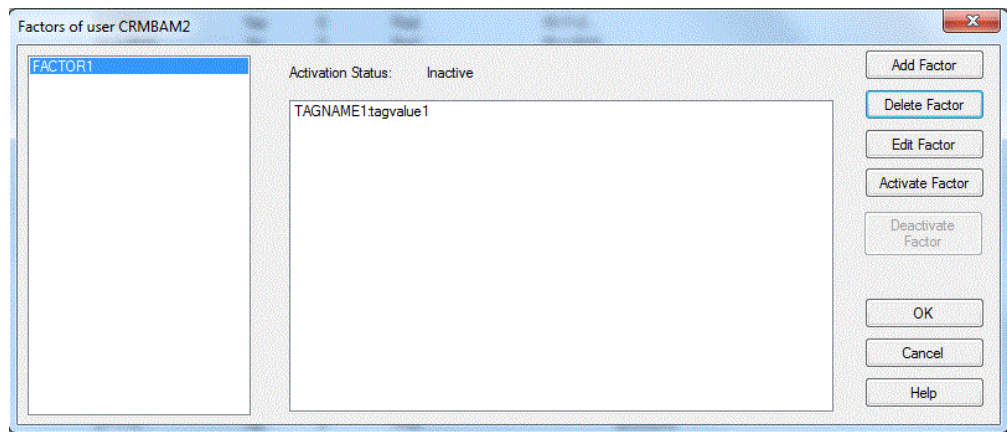 Factors of user CRMBAM2
FACTOR1
Activation Status: Inactive
TAGNAME1:tagvalue1
Add Factor
Delete Factor
Edit Factor
Activate Factor
Deactivate
Factor
OK
Cancel
Help